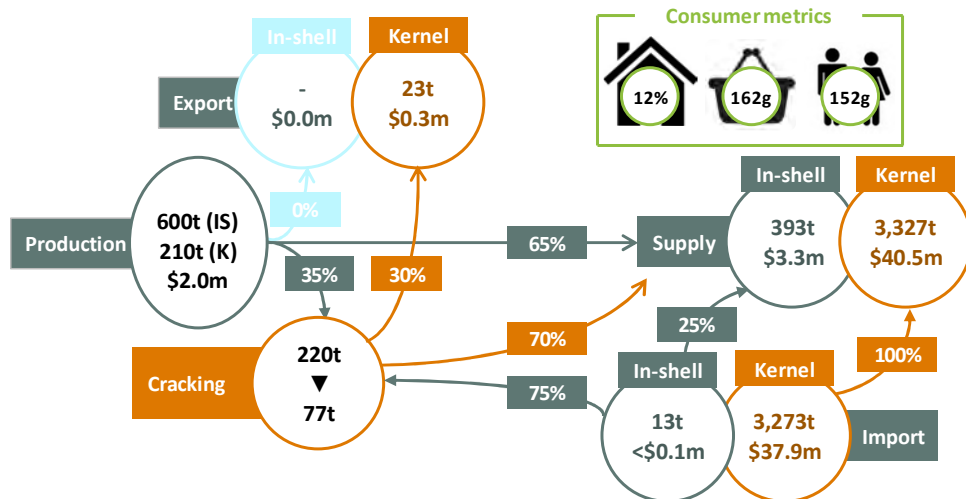 Consumer metrics
12%
162g
152g
In-shell
Kernel
Export
-
$0.0m
23t
$0.3m
Production
600t (IS)
210t (K)
$2.0m
0%
65%
35%
30%
Supply
In-shell
Kernel
393t
$3.3m
3,327t
$40.5m
Cracking
220t
▼
77t
70%
75%
25%
100%
In-shell
Kernel
13t
<$0.1m
3,273t
$37.9m
Import